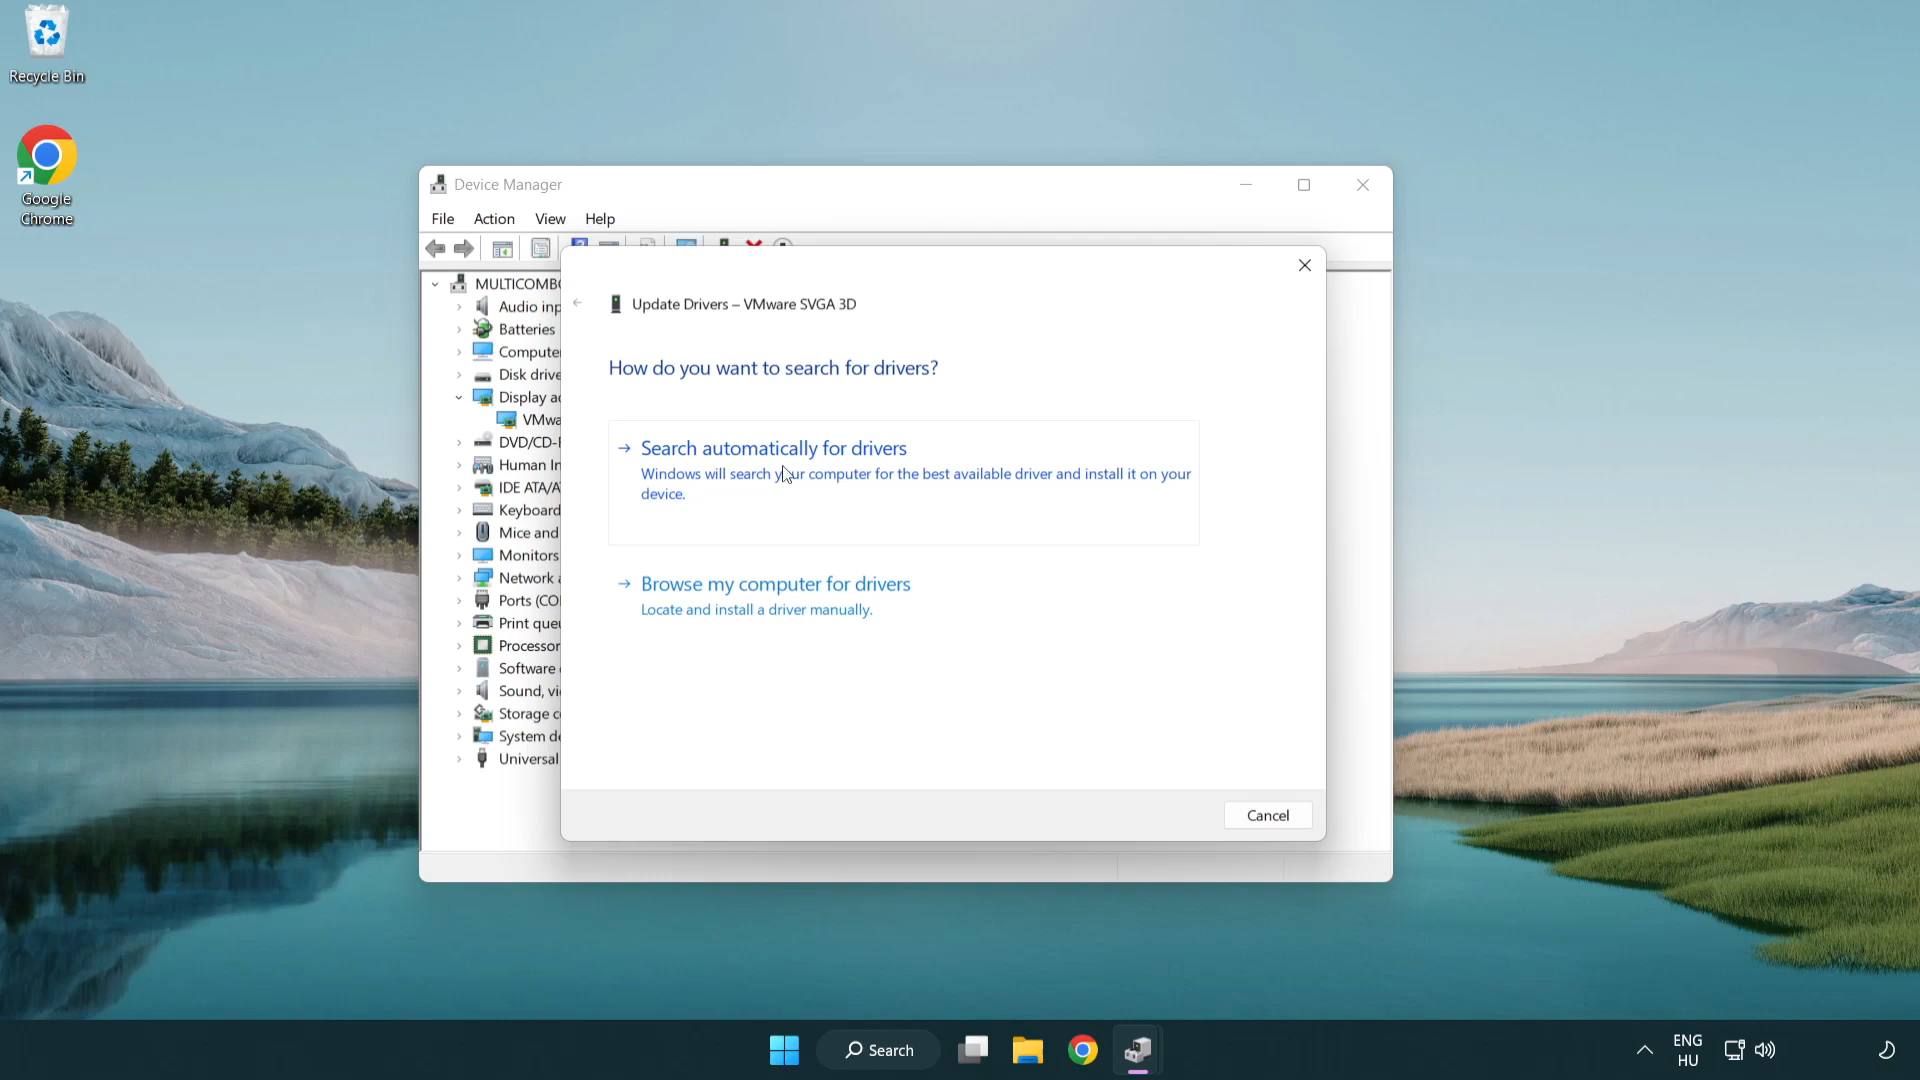 Recycle Bin
Google
Chrome
Device Manager
File Action View Help
MULTICOMBO
Audio inp
Batteries
Compute
Disk drive
Display a
VMwa
DVD/CD-
Human In
IDE ATA/A
Keyboard
Mice and
Monitors
Network
Ports (CO
Print que
Processor
Software
Sound, vi
Storage c
System de
Universal
Update Drivers – VMware SVGA 3D
How do you want to search for drivers?
Search automatically for drivers
Windows will search your computer for the best available driver and install it on your
device.
Browse my computer for drivers
Locate and install a driver manually.
Cancel
Search
ENG
HU